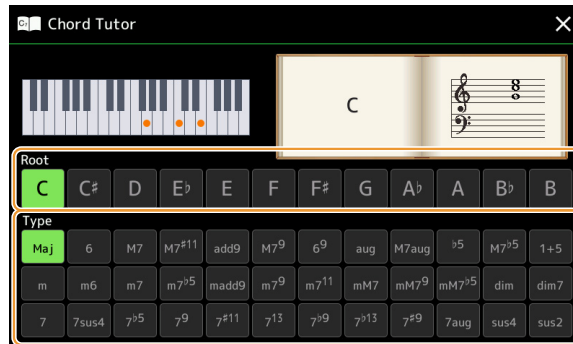 C7 Chord Tutor ×
C
Root
C C♯ D E♭ E F F♯ G A♭ A B♭ B
Type
Maj 6 M7 M7♯11 add9 M79 69 aug M7aug ♭5 M7♭5 1+5
m m6 m7 m7♭5 madd9 m79 m711 mM7 mM79 mM7♭5 dim dim7
7 7sus4 7♭5 79 7♯11 713 7♭9 7♭13 7♯9 7aug sus4 sus2